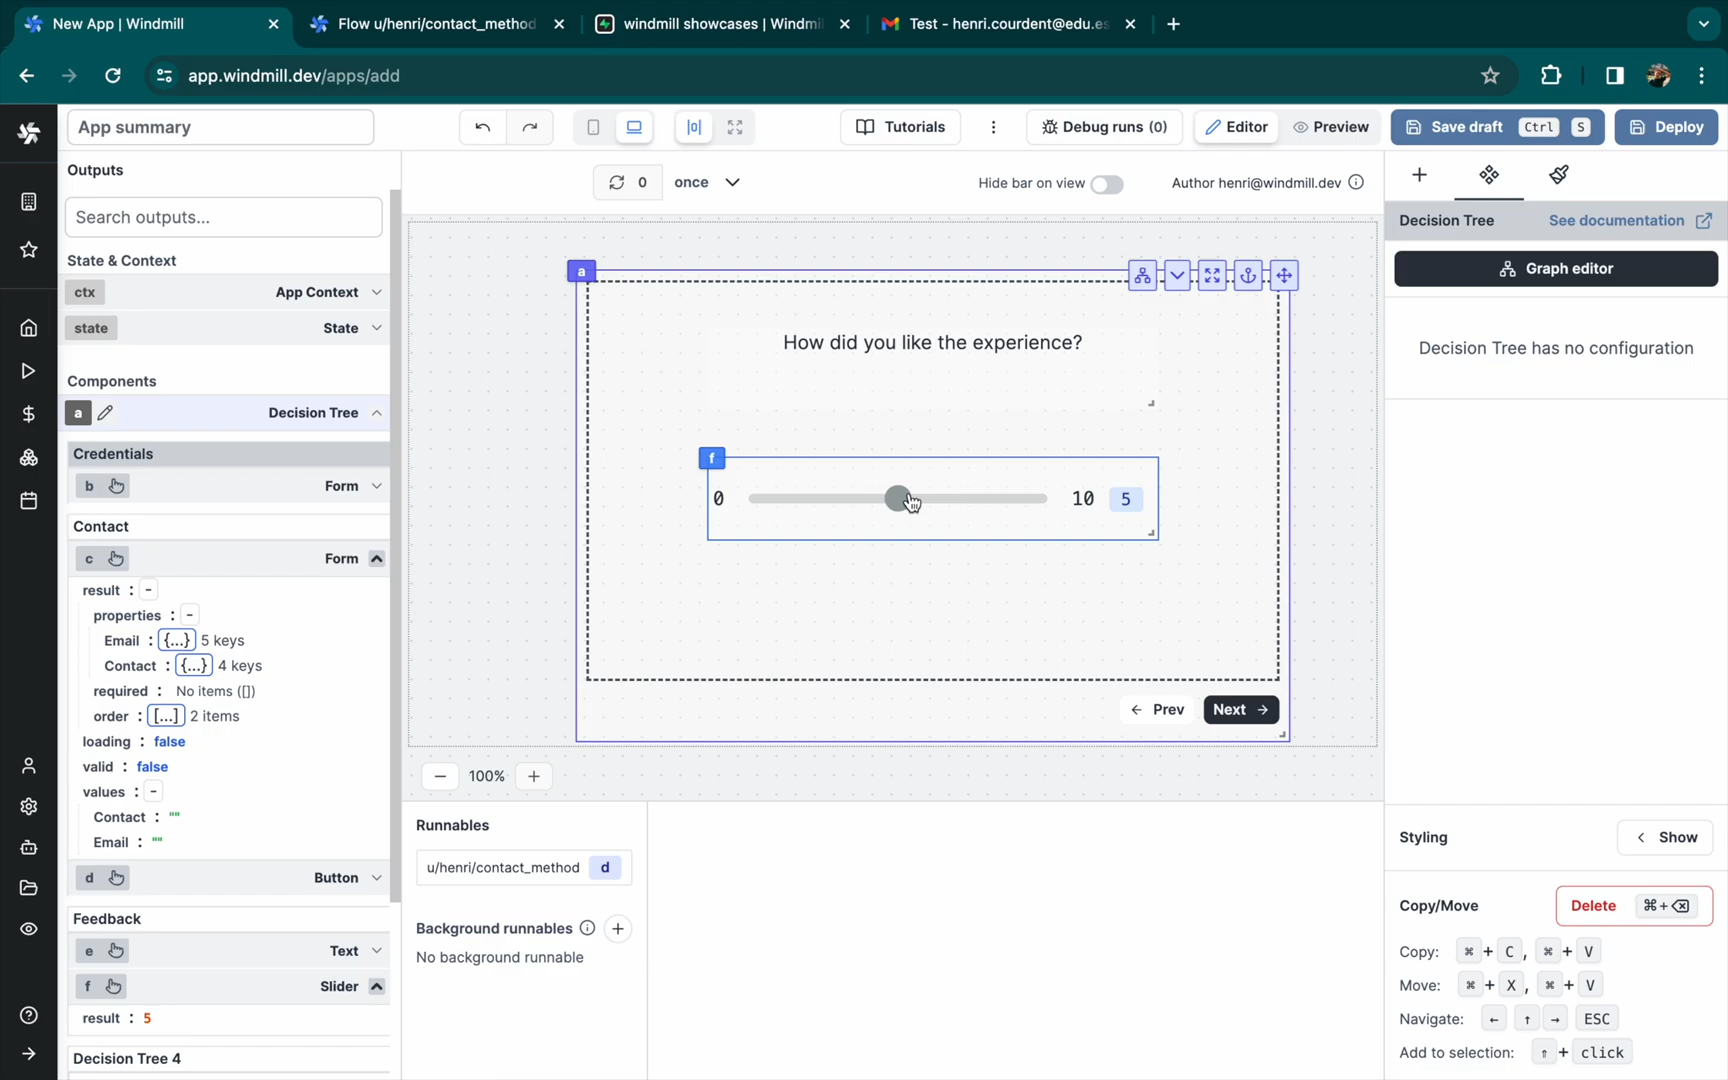 New App | Windmill
Flow u/henri/contact_method
windmill showcases | Windmi
Test - henri.courdent@edu.es
app.windmill.dev/apps/add
App summary
Tutorials
Debug runs (0)
Editor
Preview
Save draft Ctrl S
Deploy
Outputs
Search outputs...
State & Context
ctx App Context
state State
Components
a Decision Tree
Credentials
b Form
Contact
c Form
result : -
properties : -
Email : {...} 5 keys
Contact : {...} 4 keys
required : No items ([])
order : [...] 2 items
loading : false
valid : false
values : -
Contact : ""
Email : ""
d Button
Feedback
e Text
f Slider
result : 5
Decision Tree 4
0 once
Hide bar on view
Author henri@windmill.dev
a
How did you like the experience?
f
0 10 5
← Prev
Next →
− 100% +
Runnables
u/henri/contact_method d
Background runnables
No background runnable
Decision Tree
See documentation
Graph editor
Decision Tree has no configuration
Styling
Show
Copy/Move
Delete ⌘+⌫
Copy: ⌘ + C , ⌘ + V
Move: ⌘ + X , ⌘ + V
Navigate: ← ↑ → ESC
Add to selection: ⇧ + click